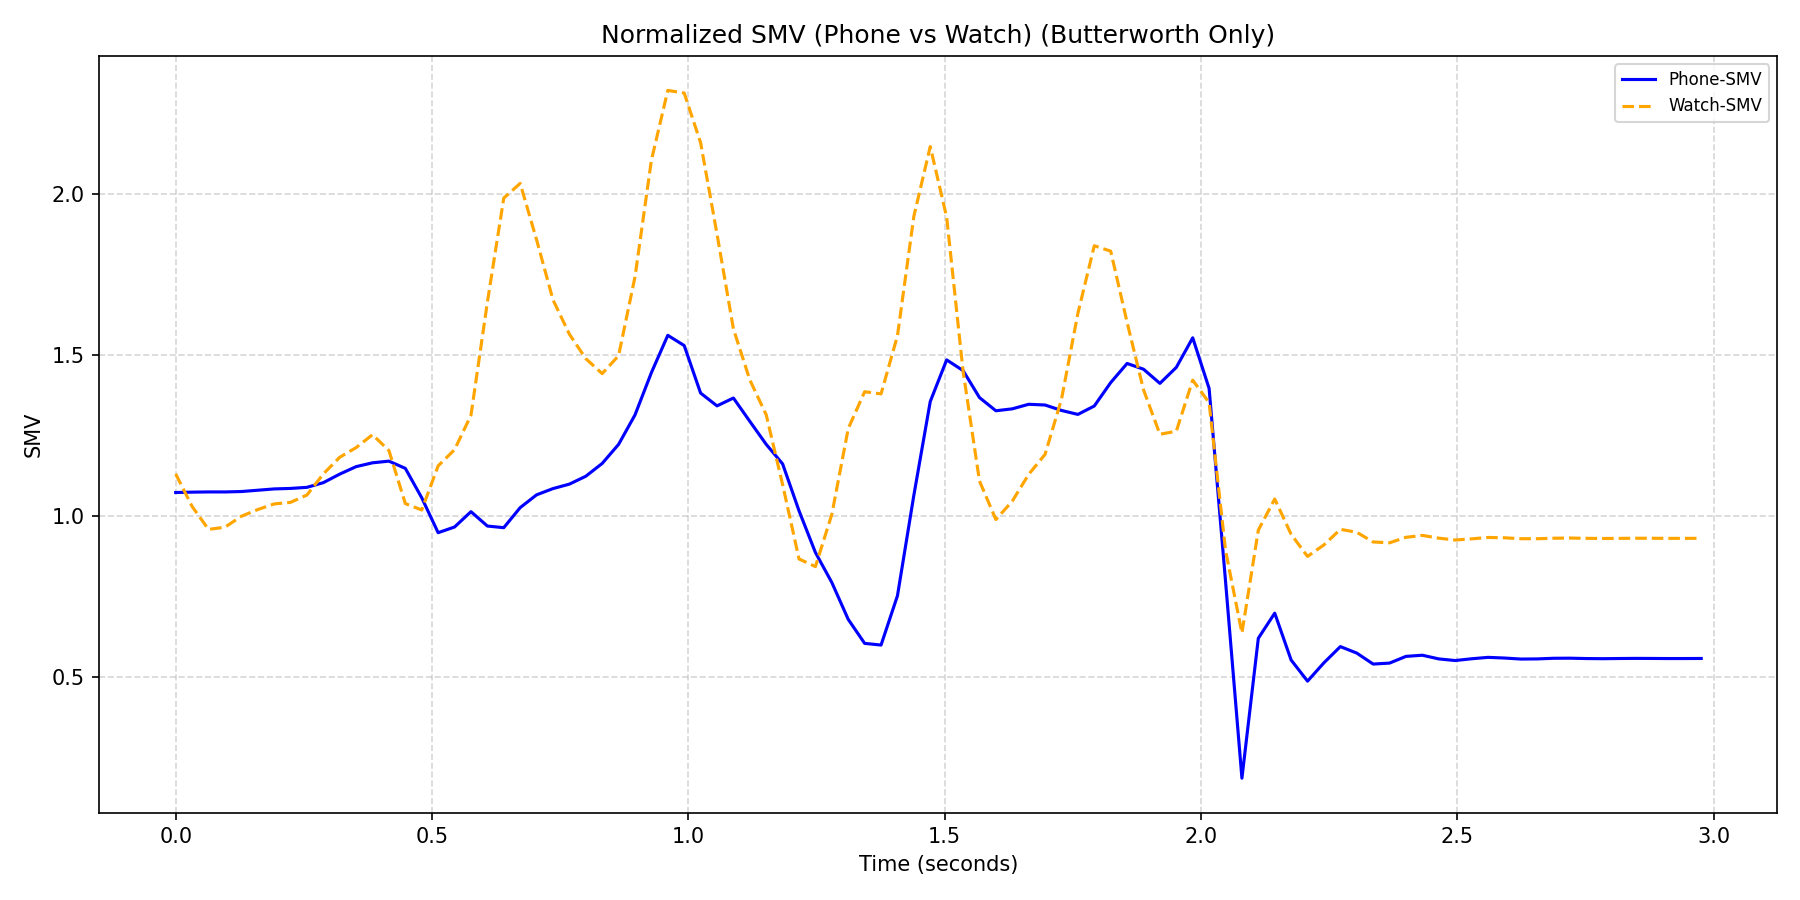 Normalized SMV (Phone vs Watch) (Butterworth Only)
Phone-SMV
Watch-SMV
SMV
2.0
1.5
1.0
0.5
0.0 0.5 1.0 1.5 2.0 2.5 3.0
Time (seconds)